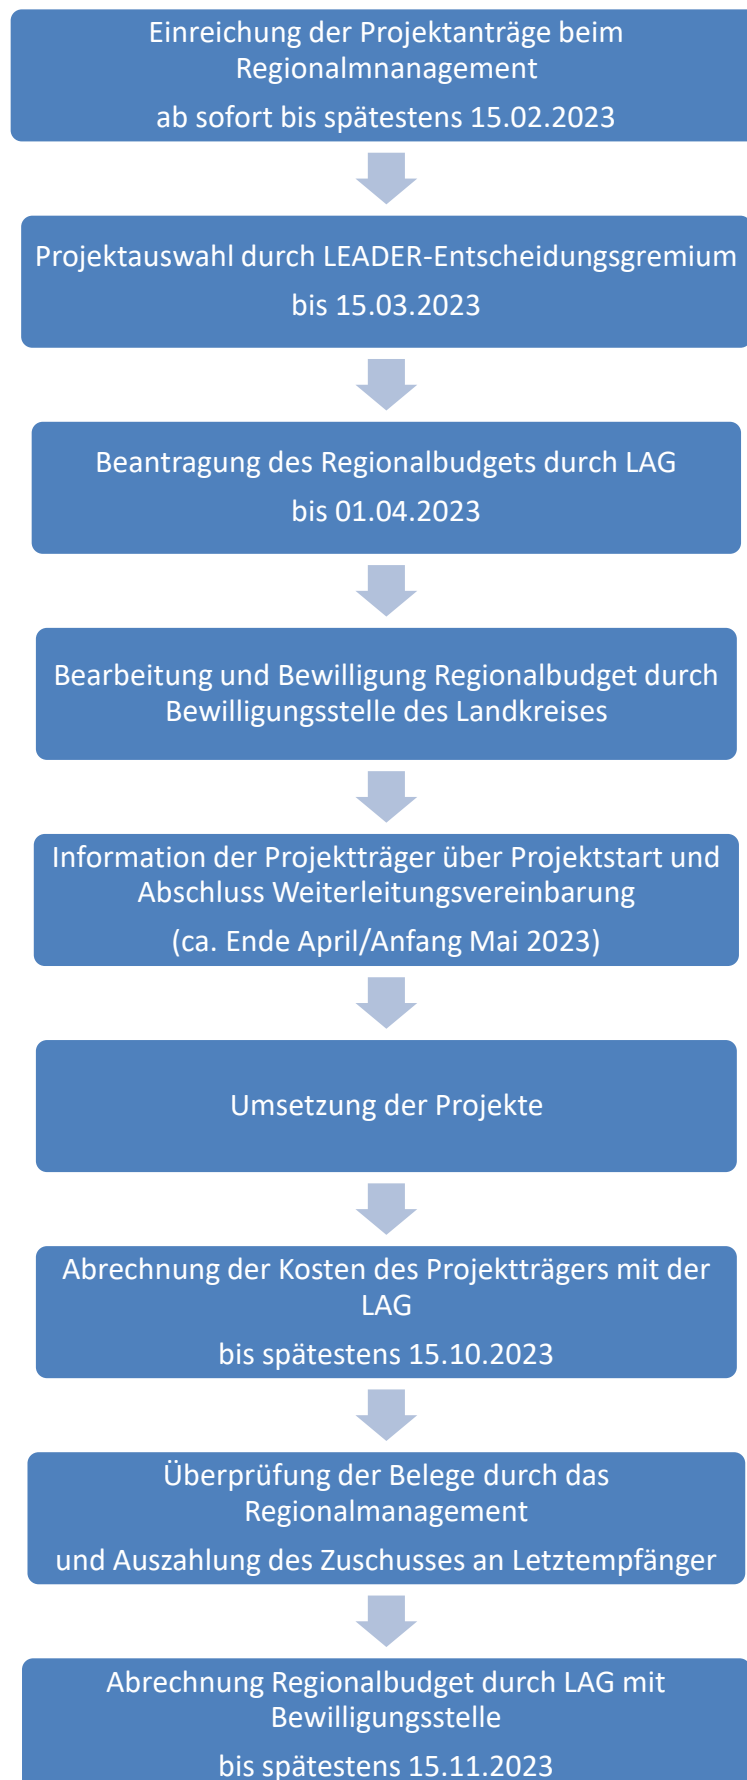 Einreichung der Projektanträge beim
Regionalmnanagement
ab sofort bis spätestens 15.02.2023
Projektauswahl durch LEADER-Entscheidungsgremium
bis 15.03.2023
Beantragung des Regionalbudgets durch LAG
bis 01.04.2023
Bearbeitung und Bewilligung Regionalbudget durch
Bewilligungsstelle des Landkreises
Information der Projektträger über Projektstart und
Abschluss Weiterleitungsvereinbarung
(ca. Ende April/Anfang Mai 2023)
Umsetzung der Projekte
Abrechnung der Kosten des Projektträgers mit der
LAG
bis spätestens 15.10.2023
Überprüfung der Belege durch das
Regionalmanagement
und Auszahlung des Zuschusses an Letztempfänger
Abrechnung Regionalbudget durch LAG mit
Bewilligungsstelle
bis spätestens 15.11.2023